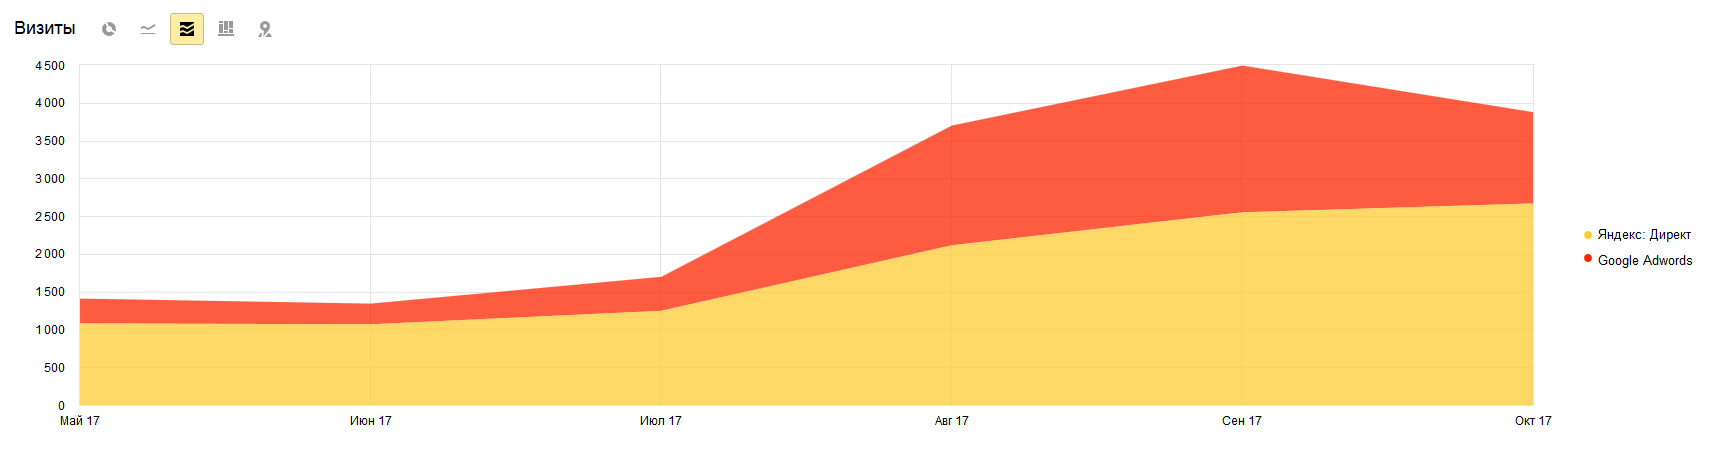 Визиты
4 500
4 000
3 500
3 000
2 500
2 000
1 500
1 000
500
0
Май 17
Июн 17
Июл 17
Авг 17
Сен 17
Окт 17
Яндекс: Директ
Google Adwords